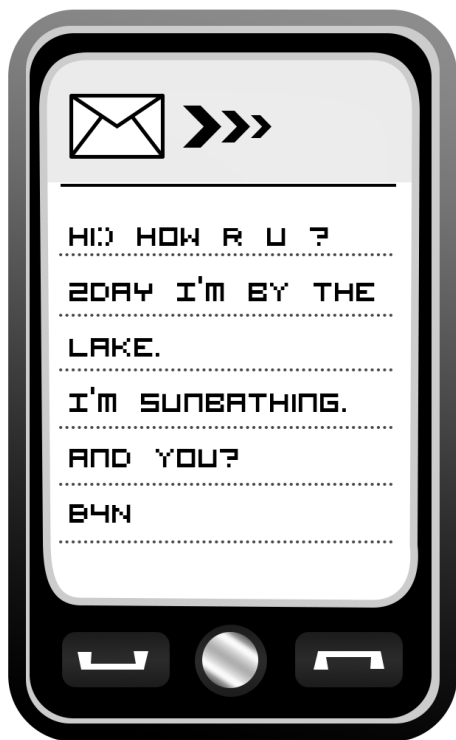 HI:) HOW R U ?
2DAY I'M BY THE
LAKE.
I'M SUNBATHING.
AND YOU?
B4N